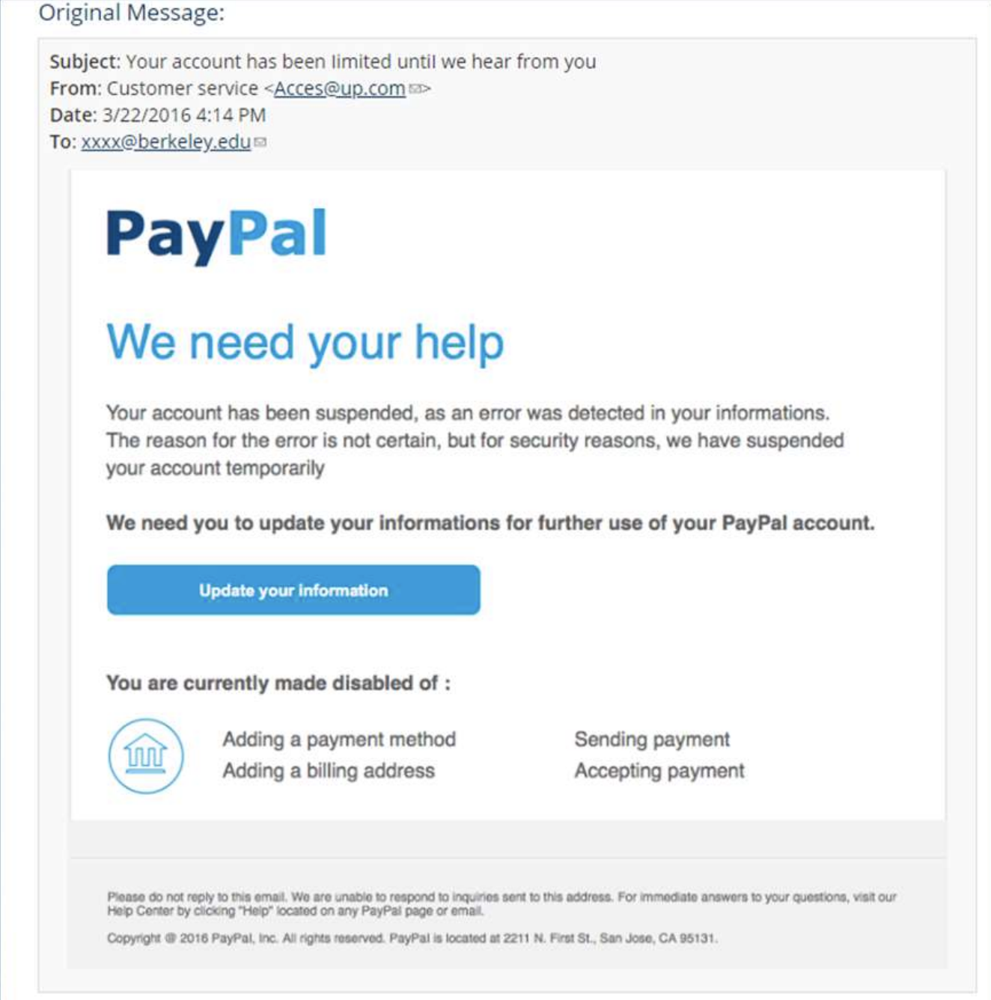 Original Message:
Subject: Your account has been limited until we hear from you
From: Customer service <Acces@up.com>
Date: 3/22/2016 4:14 PM
To: xxxx@berkeley.edu
PayPal
We need your help
Your account has been suspended, as an error was detected in your informations.
The reason for the error is not certain, but for security reasons, we have suspended
your account temporarily
We need you to update your informations for further use of your PayPal account.
Update your information
You are currently made disabled of :
Adding a payment method Sending payment
Adding a billing address Accepting payment
Please do not reply to this email. We are unable to respond to inquiries sent to this address. For immediate answers to your questions, visit our
Help Center by clicking "Help" located on any PayPal page or email.
Copyright @ 2016 PayPal, Inc. All rights reserved. PayPal is located at 2211 N. First St., San Jose, CA 95131.